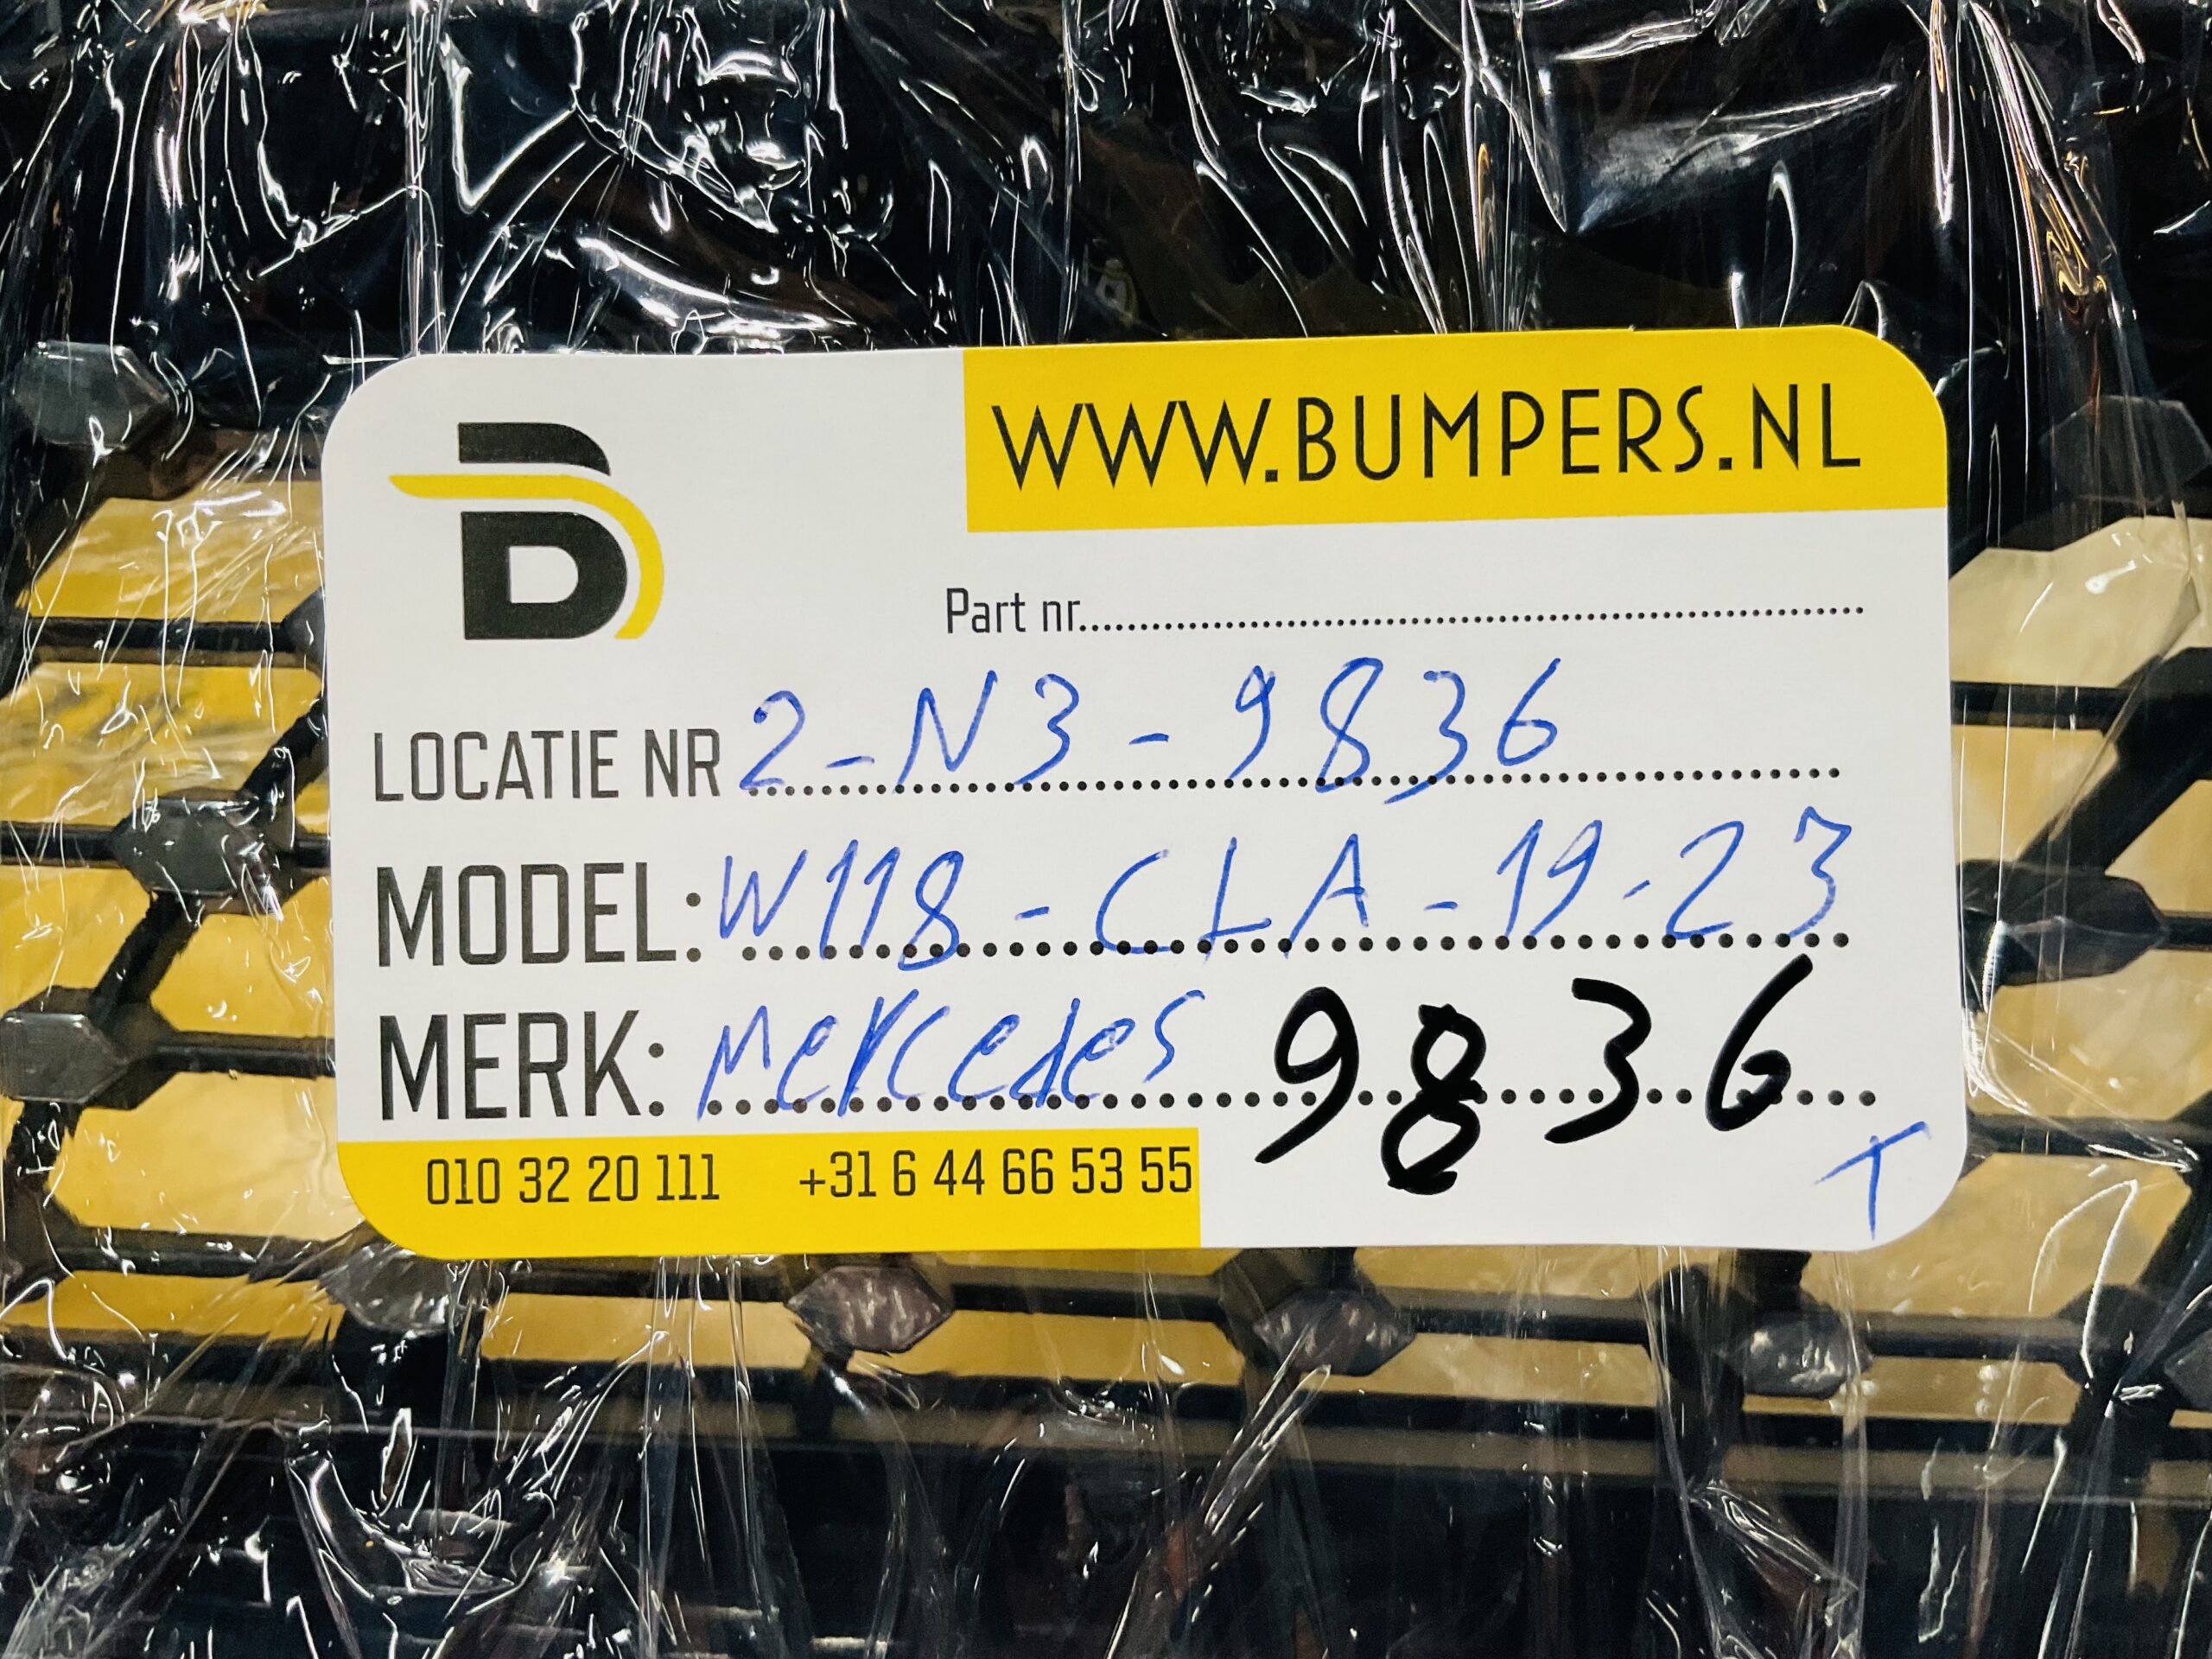 WWW.BUMPERS.NL
B
Part nr.................................................................
LOCATIE NR 2-N3-9836
MODEL: W118-CLA-19-23
MERK: Mercedes 9836
010 32 20 111 +31 6 44 66 53 55
T